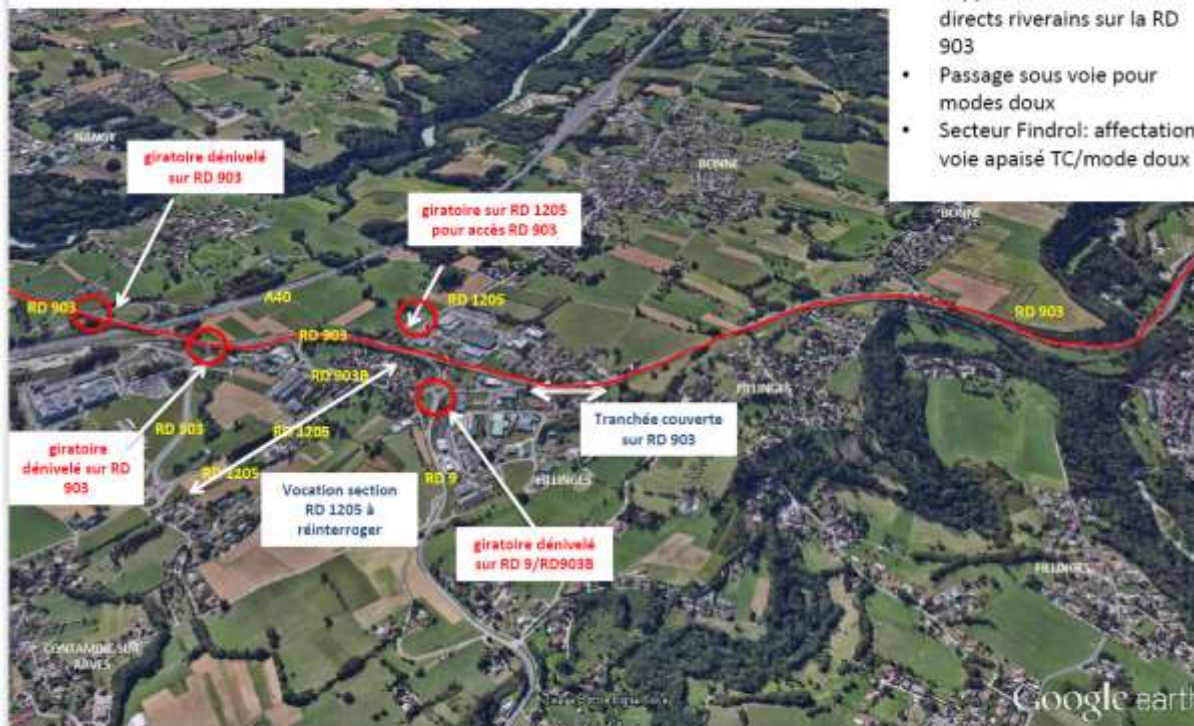 directs riverains sur la RD
903
• Passage sous voie pour
modes doux
• Secteur Findrol: affectation
voie apaisé TC/mode doux
NANGY
giratoire dénivelé
sur RD 903
BONNE
giratoire sur RD 1205
pour accès RD 903
BONNE
RD 903
A40
RD 1205
RD 903
RD 903
RD 903B
FILLINGES
Tranchée couverte
sur RD 903
RD 903
RD 1205
giratoire
dénivelé sur RD
903
RD 1205
RD 9
FILLINGES
Vocation section
RD 1205 à
réinterroger
giratoire dénivelé
sur RD 9/RD903B
FILLINGES
CONTAMINE SUR
ARVE
Google earth